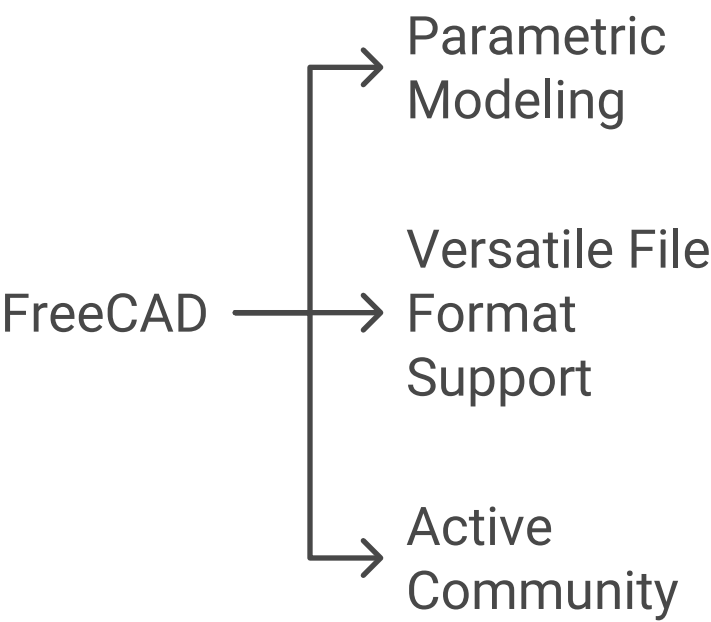 FreeCAD
Parametric
Modeling
Versatile File
Format
Support
Active
Community